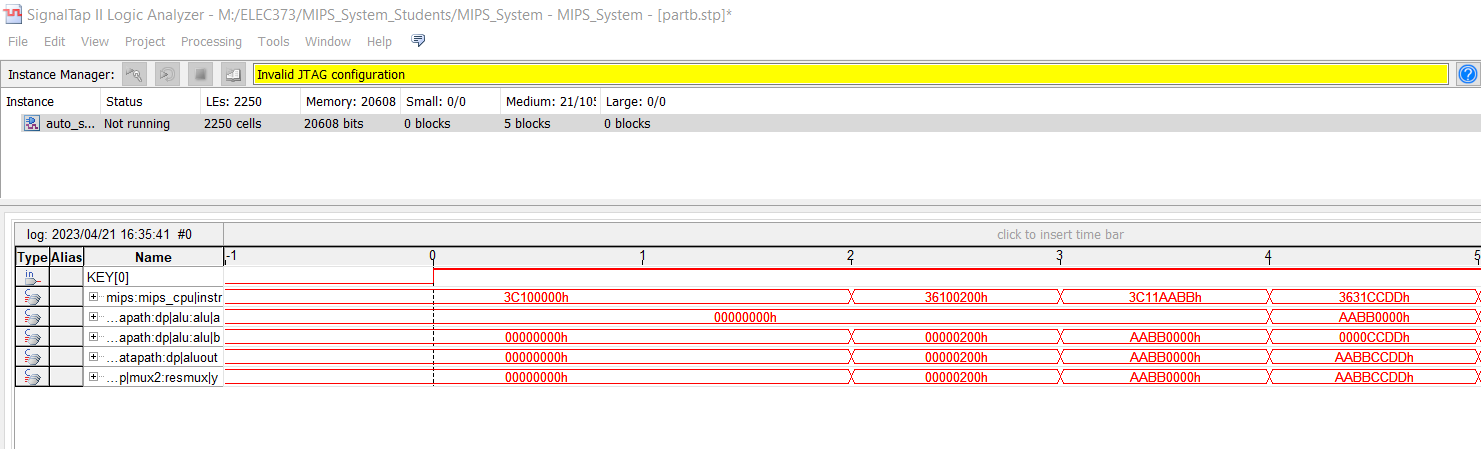 SignalTap II Logic Analyzer - M:/ELEC373/MIPS_System_Students/MIPS_System - MIPS_System - [partb.stp]*
File Edit View Project Processing Tools Window Help
Instance Manager: Invalid JTAG configuration
Instance Status LEs: 2250 Memory: 20608 Small: 0/0 Medium: 21/105 Large: 0/0
auto_s... Not running 2250 cells 20608 bits 0 blocks 5 blocks 0 blocks
log: 2023/04/21 16:35:41 #0 click to insert time bar
Type Alias Name -1 0 1 2 3 4 5
in KEY[0]
mips:mips_cpu|instr 3C100000h 36100200h 3C11AABBh 3631CCDDh
...apath:dp|alu:alu|a 00000000h AABB0000h
...apath:dp|alu:alu|b 00000000h 00000200h AABB0000h 0000CCDDh
...atapath:dp|aluout 00000000h 00000200h AABB0000h AABBCCDDh
...p|mux2:resmux|y 00000000h 00000200h AABB0000h AABBCCDDh